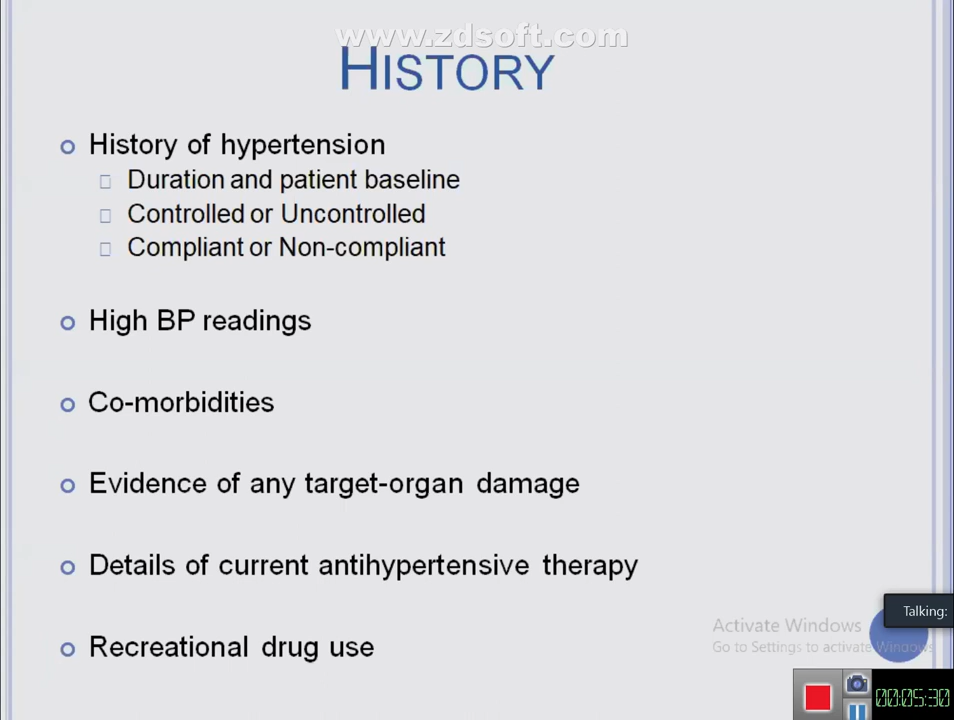 www.zdsoft.com
HISTORY
History of hypertension
Duration and patient baseline
Controlled or Uncontrolled
Compliant or Non-compliant
High BP readings
Co-morbidities
Evidence of any target-organ damage
Details of current antihypertensive therapy
Recreational drug use
Talking:
Activate Windows
Go to Settings to activate Windows.
00:05:30